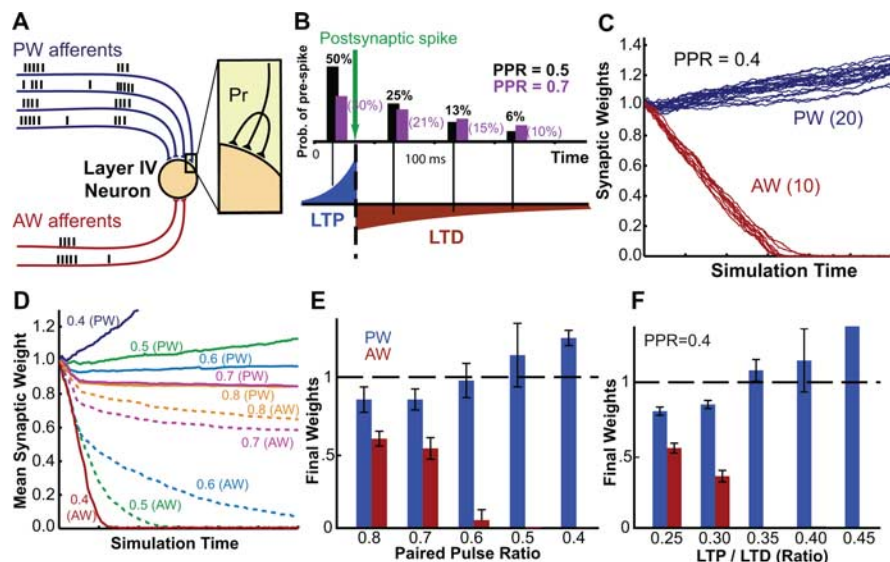 A
PW afferents
Pr
Layer IV
Neuron
AW afferents
B
Postsynaptic spike
Prob. of pre-spike
50%
PPR = 0.5
PPR = 0.7
25%
13%
6%
(21%)
(15%)
(10%)
0
100 ms
Time
LTP
LTD
C
Synaptic Weights
1.4
1.2
1.0
0.8
0.6
0.4
0.2
0.0
PPR = 0.4
PW (20)
AW (10)
Simulation Time
D
Mean Synaptic Weight
1.2
1.0
0.8
0.6
0.4
0.2
0.0
0.4 (PW)
0.5 (PW)
0.6 (PW)
0.7 (PW)
0.8 (PW)
0.8 (AW)
0.7 (AW)
0.6 (AW)
0.5 (AW)
0.4
(AW)
Simulation Time
E
PW
AW
Final Weights
1
0
0.8 0.7 0.6 0.5 0.4
Paired Pulse Ratio
F
PPR=0.4
Final Weights
1
0
0.25 0.30 0.35 0.40 0.45
LTP / LTD (Ratio)